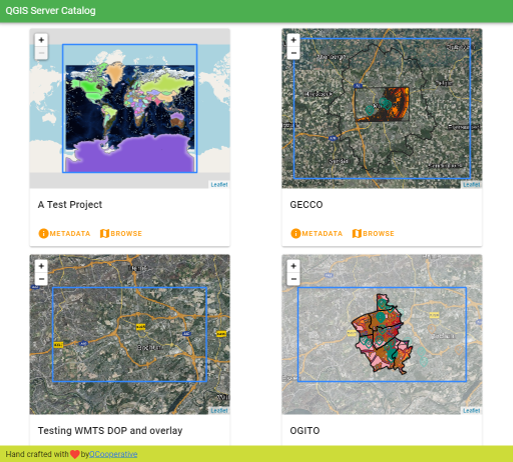 QGIS Server Catalog
+
−
Leaflet
A Test Project
METADATA BROWSE
+
−
Leaflet
GECCO
METADATA BROWSE
+
−
Leaflet
Testing WMTS DOP and overlay
+
−
Leaflet
OGITO
Hand crafted with ❤ by QCooperative